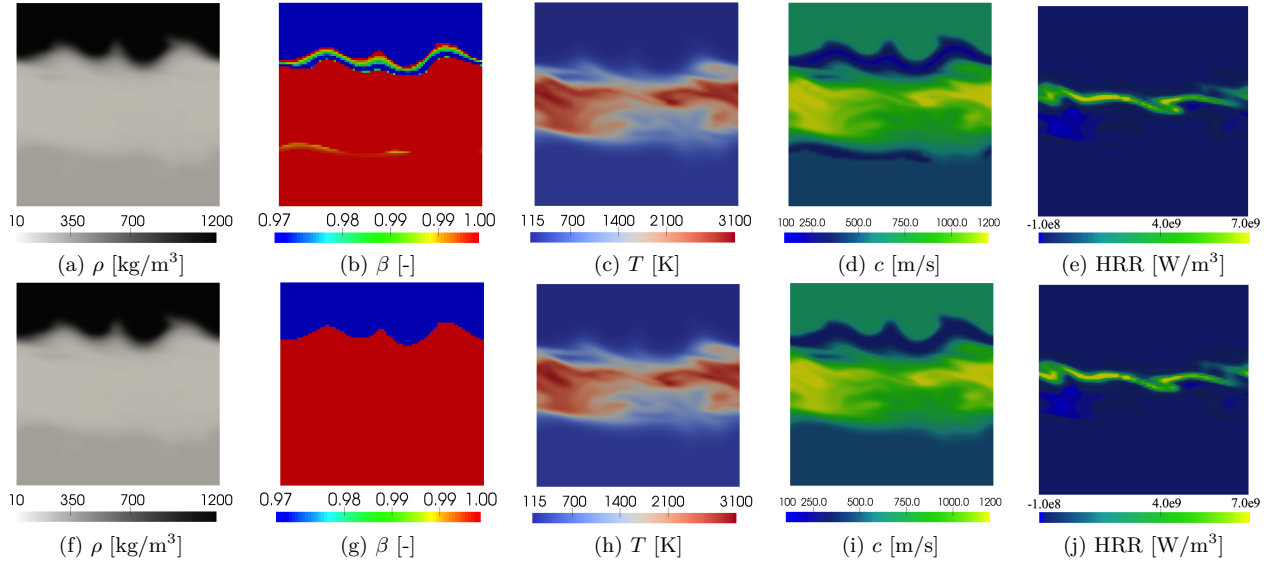 10 350 700 1200
0.97 0.98 0.99 0.99 1.00
115 700 1400 2100 3100
100 250.0 500.0 750.0 1000.0 1200
-1.0e8 4.0e9 7.0e9
(a) ρ [kg/m³]
(b) β [-]
(c) T [K]
(d) c [m/s]
(e) HRR [W/m³]
10 350 700 1200
0.97 0.98 0.99 0.99 1.00
115 700 1400 2100 3100
100 250.0 500.0 750.0 1000.0 1200
-1.0e8 4.0e9 7.0e9
(f) ρ [kg/m³]
(g) β [-]
(h) T [K]
(i) c [m/s]
(j) HRR [W/m³]